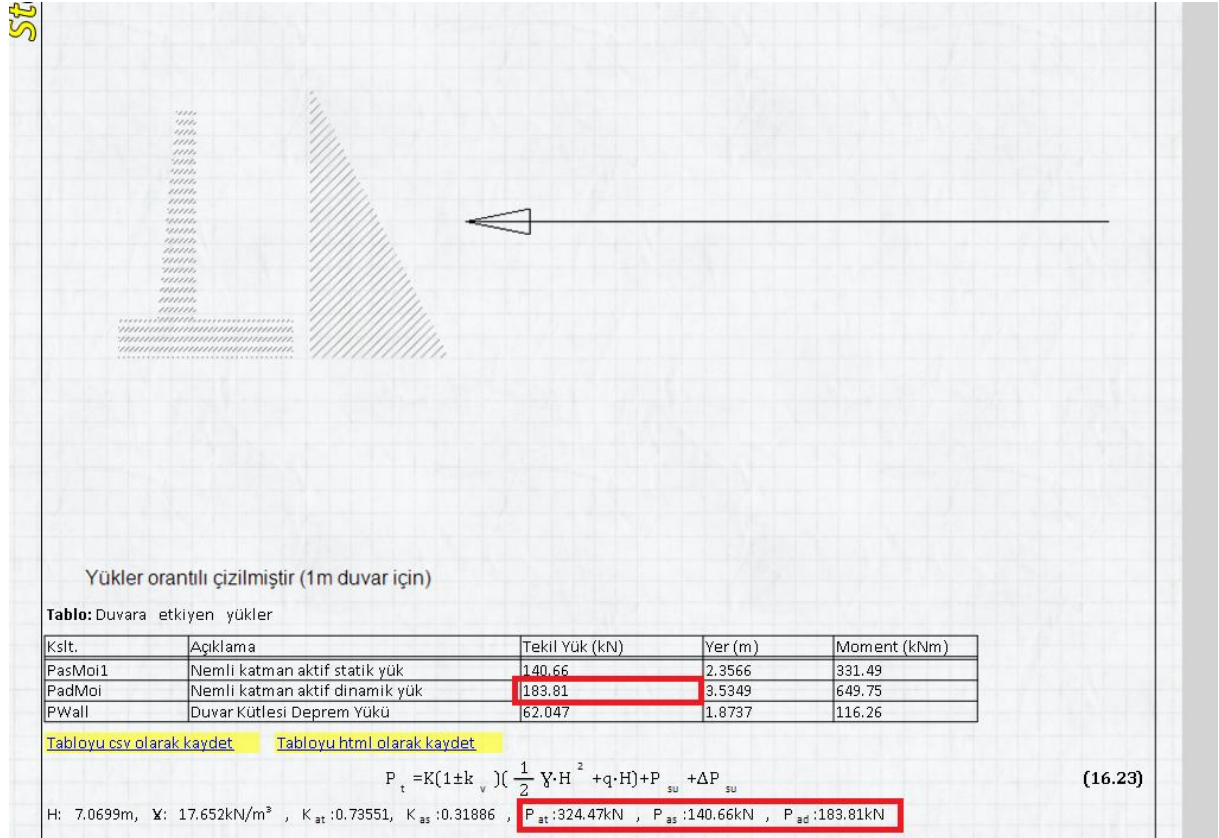 St
Yükler orantılı çizilmiştir (1m duvar için)
Tablo: Duvara etkiyen yükler
Kslt. Açıklama Tekil Yük (kN) Yer (m) Moment (kNm)
PasMoi1 Nemli katman aktif statik yük 140.66 2.3566 331.49
PadMoi Nemli katman aktif dinamik yük 183.81 3.5349 649.75
PWall Duvar Kütlesi Deprem Yükü 62.047 1.8737 116.26
Tabloyu csv olarak kaydet Tabloyu html olarak kaydet
P t =K(1±k v )( 1/2 ɣ·H 2 +q·H)+P su +ΔP su (16.23)
H: 7.0699m, ɣ: 17.652kN/m³ , K at :0.73551, K as :0.31886 , P at :324.47kN , P as :140.66kN , P ad :183.81kN